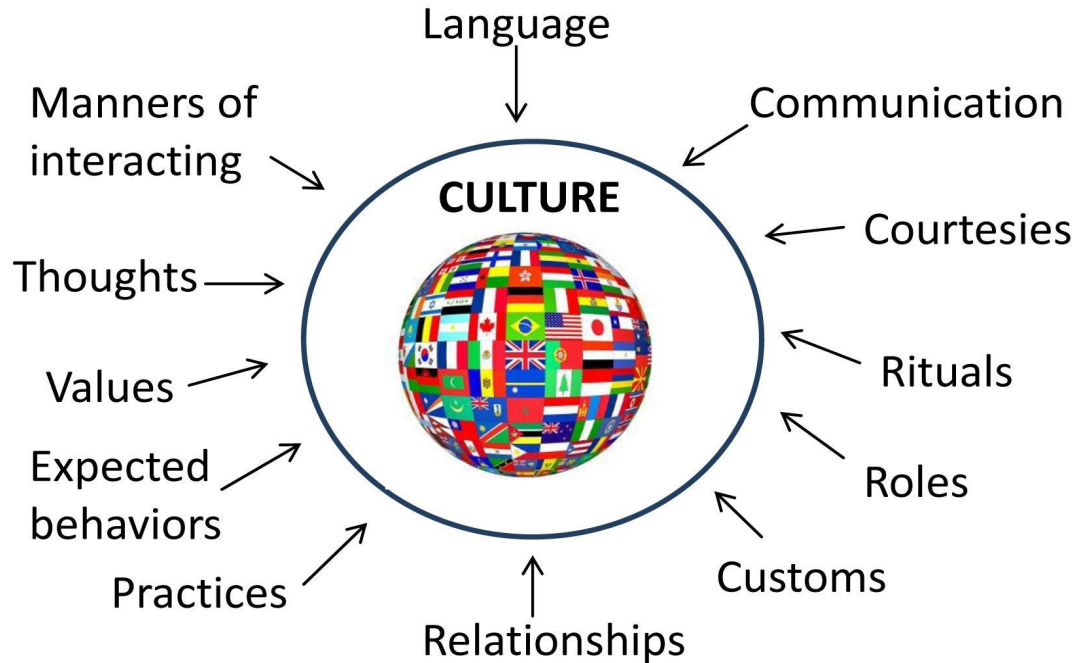 Language
Manners of
interacting
Communication
CULTURE
Courtesies
Thoughts
Values
Rituals
Expected
behaviors
Roles
Practices
Customs
Relationships